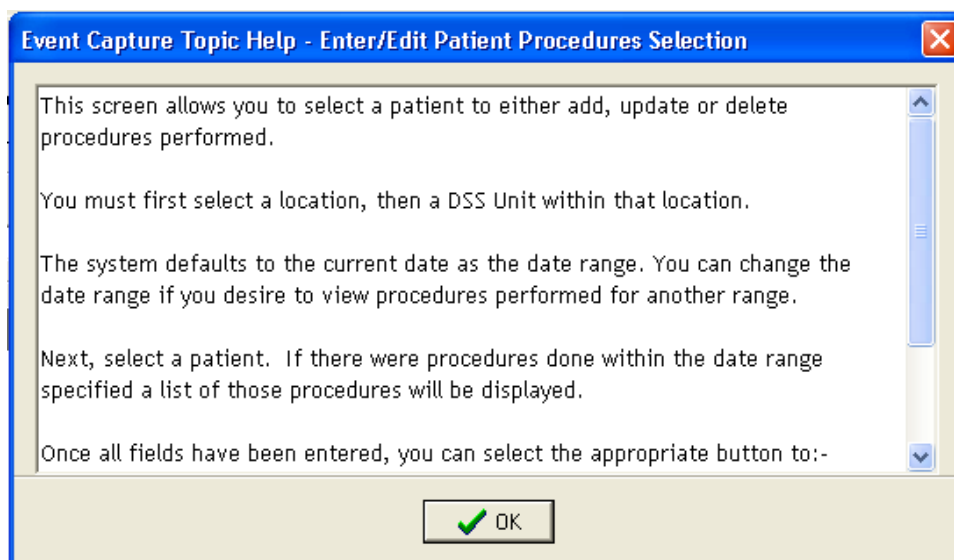 Event Capture Topic Help - Enter/Edit Patient Procedures Selection
This screen allows you to select a patient to either add, update or delete
procedures performed.
You must first select a location, then a DSS Unit within that location.
The system defaults to the current date as the date range. You can change the
date range if you desire to view procedures performed for another range.
Next, select a patient.  If there were procedures done within the date range
specified a list of those procedures will be displayed.
Once all fields have been entered, you can select the appropriate button to:-
OK